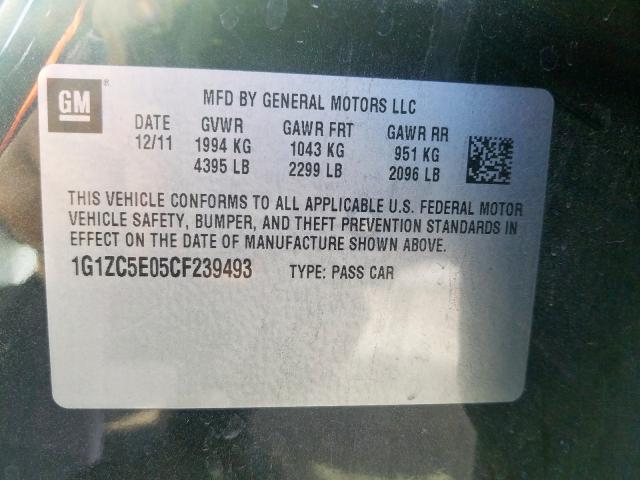 GM ®
MFD BY GENERAL MOTORS LLC
DATE GVWR GAWR FRT GAWR RR
12/11 1994 KG 1043 KG 951 KG
4395 LB 2299 LB 2096 LB
THIS VEHICLE CONFORMS TO ALL APPLICABLE U.S. FEDERAL MOTOR
VEHICLE SAFETY, BUMPER, AND THEFT PREVENTION STANDARDS IN
EFFECT ON THE DATE OF MANUFACTURE SHOWN ABOVE.
1G1ZC5E05CF239493 TYPE: PASS CAR